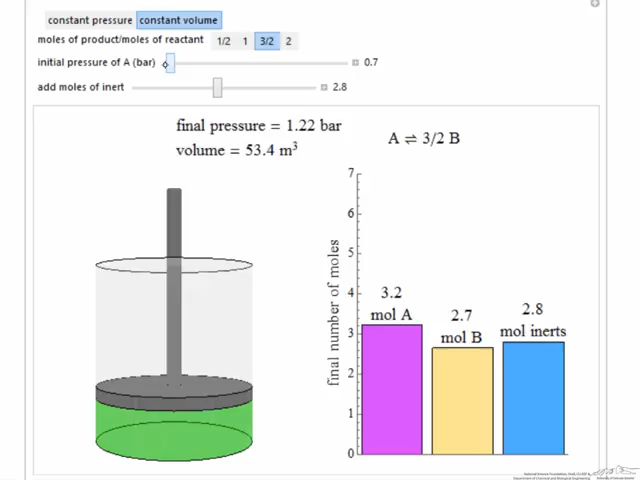 constant pressure constant volume
moles of product/moles of reactant 1/2 1 3/2 2
initial pressure of A (bar) 0.7
add moles of inert 2.8
final pressure = 1.22 bar
volume = 53.4 m³
A ⇌ 3/2 B
final number of moles
7
6
5
4
3
2
1
0
3.2
mol A
2.7
mol B
2.8
mol inerts